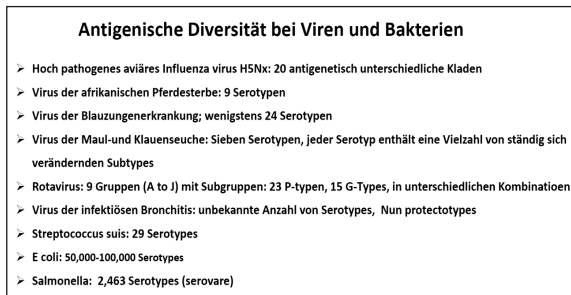 Antigenische Diversität bei Viren und Bakterien
➤ Hoch pathogenes aviäres Influenza virus H5Nx: 20 antigenetisch unterschiedliche Kladen
➤ Virus der afrikanischen Pferdesterbe: 9 Serotypen
➤ Virus der Blauzungenerkrankung; wenigstens 24 Serotypen
➤ Virus der Maul-und Klauenseuche: Sieben Serotypen, jeder Serotyp enthält eine Vielzahl von ständig sich
verändernden Subtypes
➤ Rotavirus: 9 Gruppen (A to J) mit Subgruppen: 23 P-typen, 15 G-Types, in unterschiedlichen Kombinatioen
➤ Virus der infektiösen Bronchitis: unbekannte Anzahl von Serotypes, Nun protectotypes
➤ Streptococcus suis: 29 Serotypes
➤ E coli: 50,000-100,000 Serotypes
➤ Salmonella: 2,463 Serotypes (serovare)